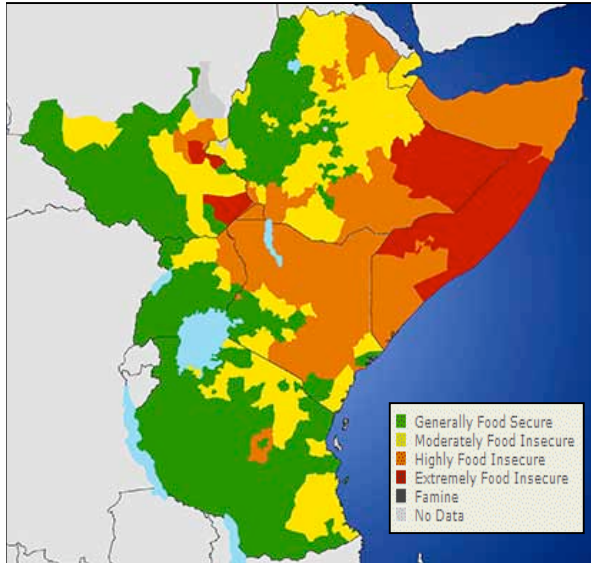 Generally Food Secure
Moderately Food Insecure
Highly Food Insecure
Extremely Food Insecure
Famine
No Data